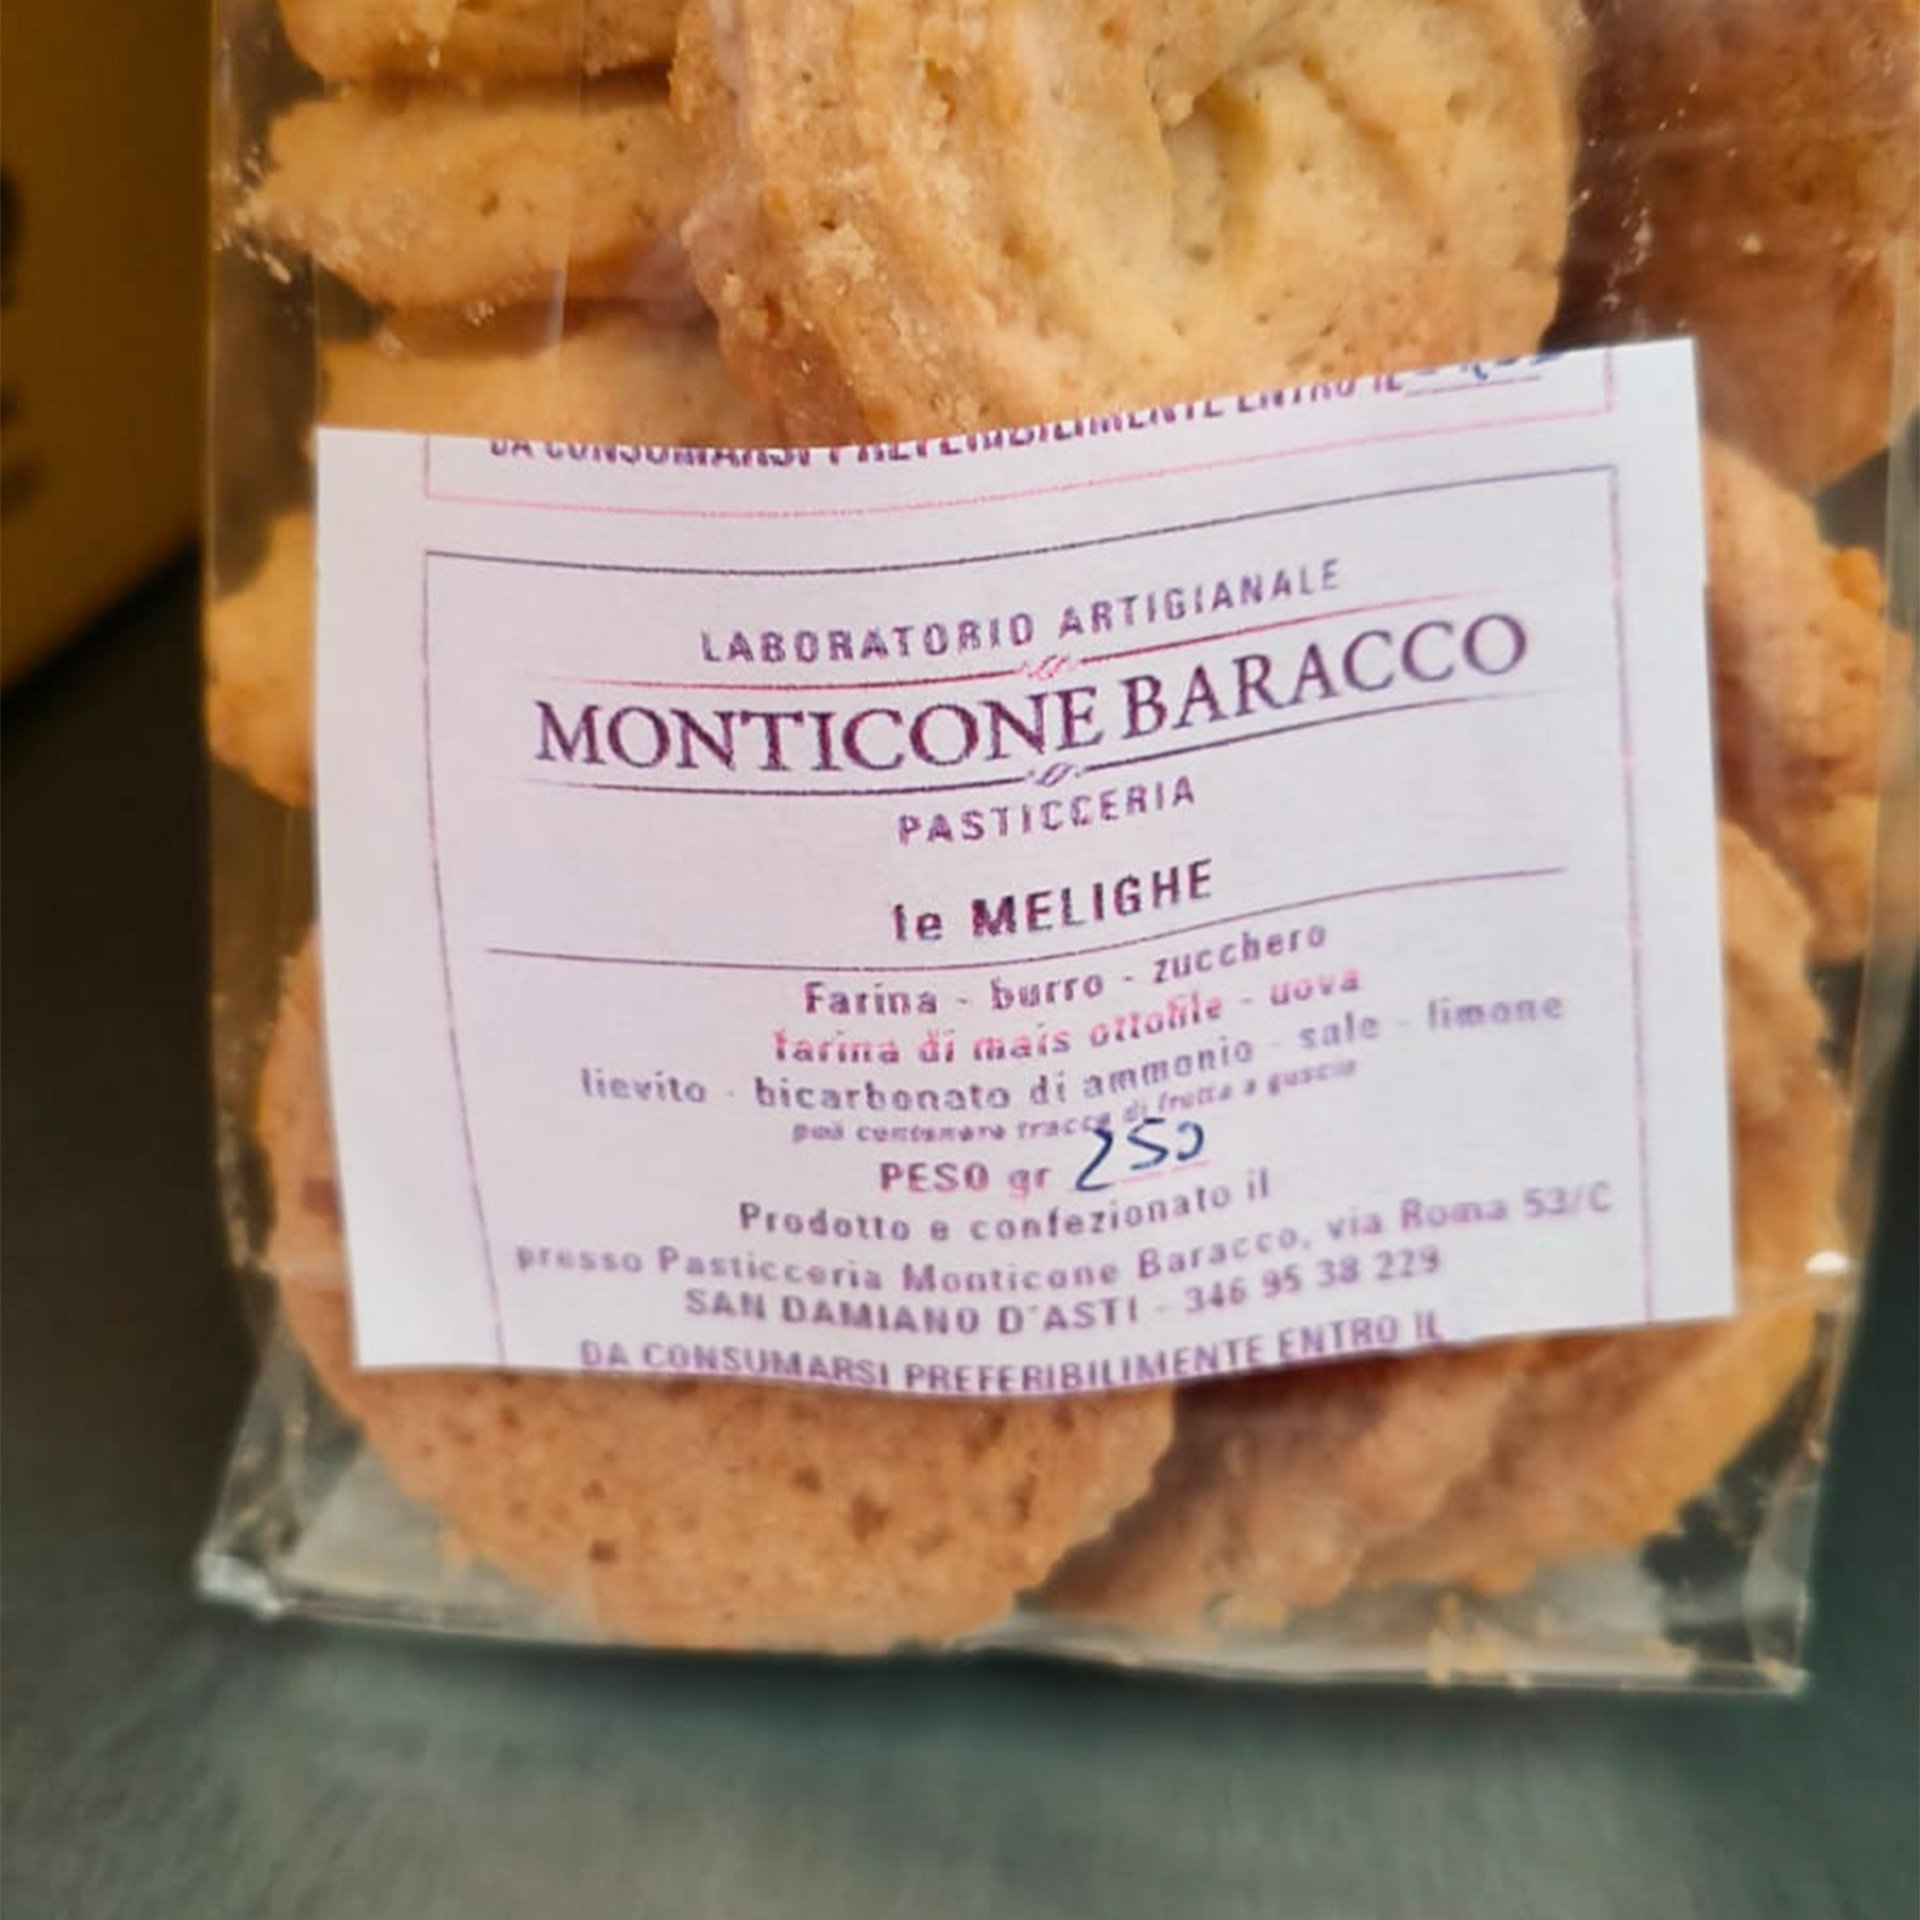 DA CONSUMARSI PREFERIBILMENTE ENTRO IL
LABORATORIO ARTIGIANALE
MONTICONE BARACCO
PASTICCERIA
le MELIGHE
Farina - burro - zucchero
farina di mais ottofile - uova
lievito - bicarbonato di ammonio - sale - limone
può contenere tracce di frutta a guscio
PESO gr 250
Prodotto e confezionato il
presso Pasticceria Monticone Baracco, via Roma 53/C
SAN DAMIANO D'ASTI - 346 95 38 229
DA CONSUMARSI PREFERIBILIMENTE ENTRO IL